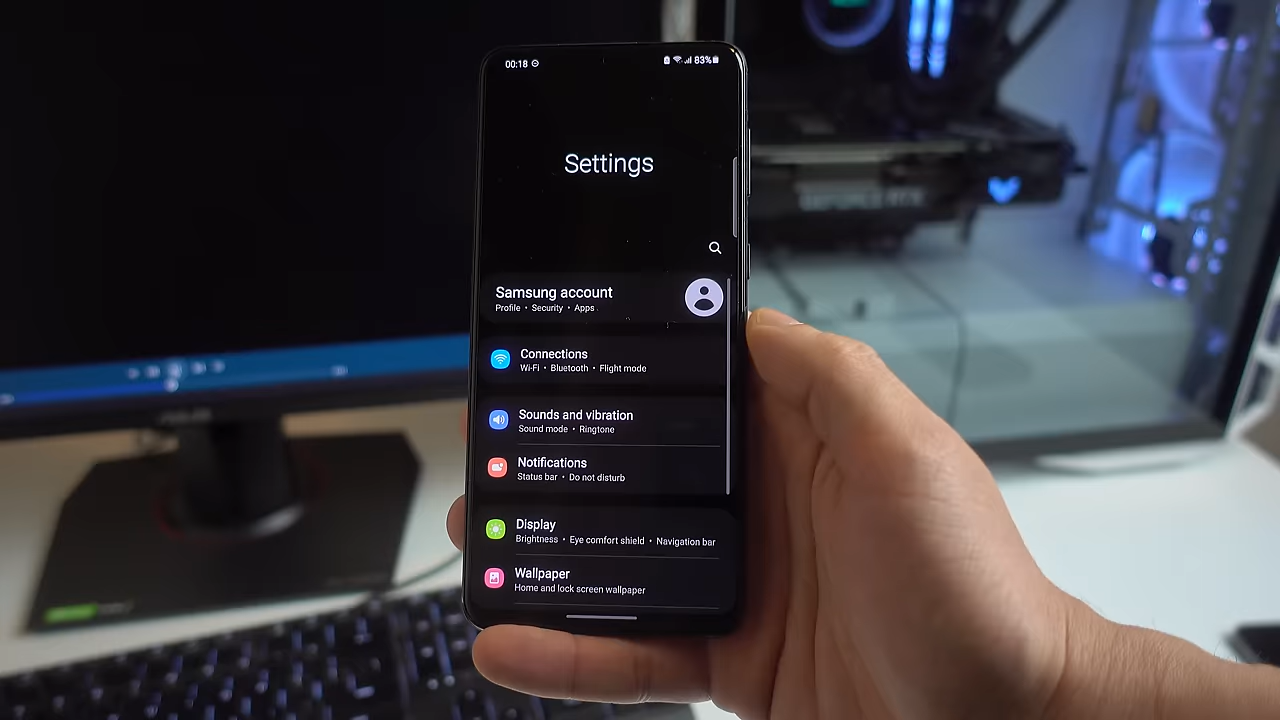 00:18
83%
Settings
Samsung account
Profile • Security • Apps
Connections
Wi-Fi • Bluetooth • Flight mode
Sounds and vibration
Sound mode • Ringtone
Notifications
Status bar • Do not disturb
Display
Brightness • Eye comfort shield • Navigation bar
Wallpaper
Home and lock screen wallpaper
GEFORCE RTX